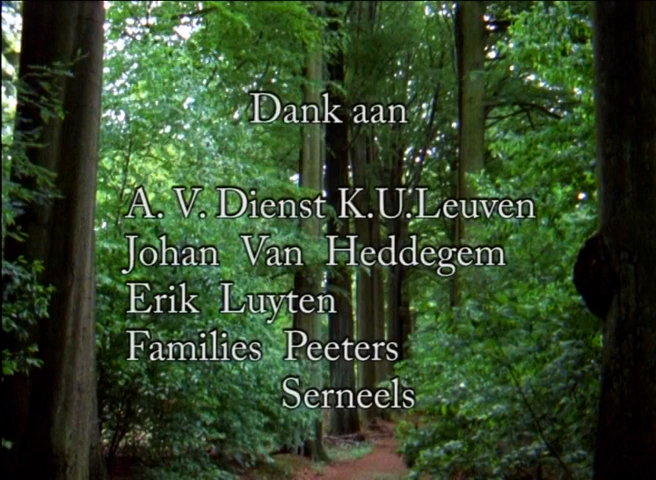 Dank aan
A. V. Dienst K.U.Leuven
Johan Van Heddegem
Erik Luyten
Families Peeters
Serneels